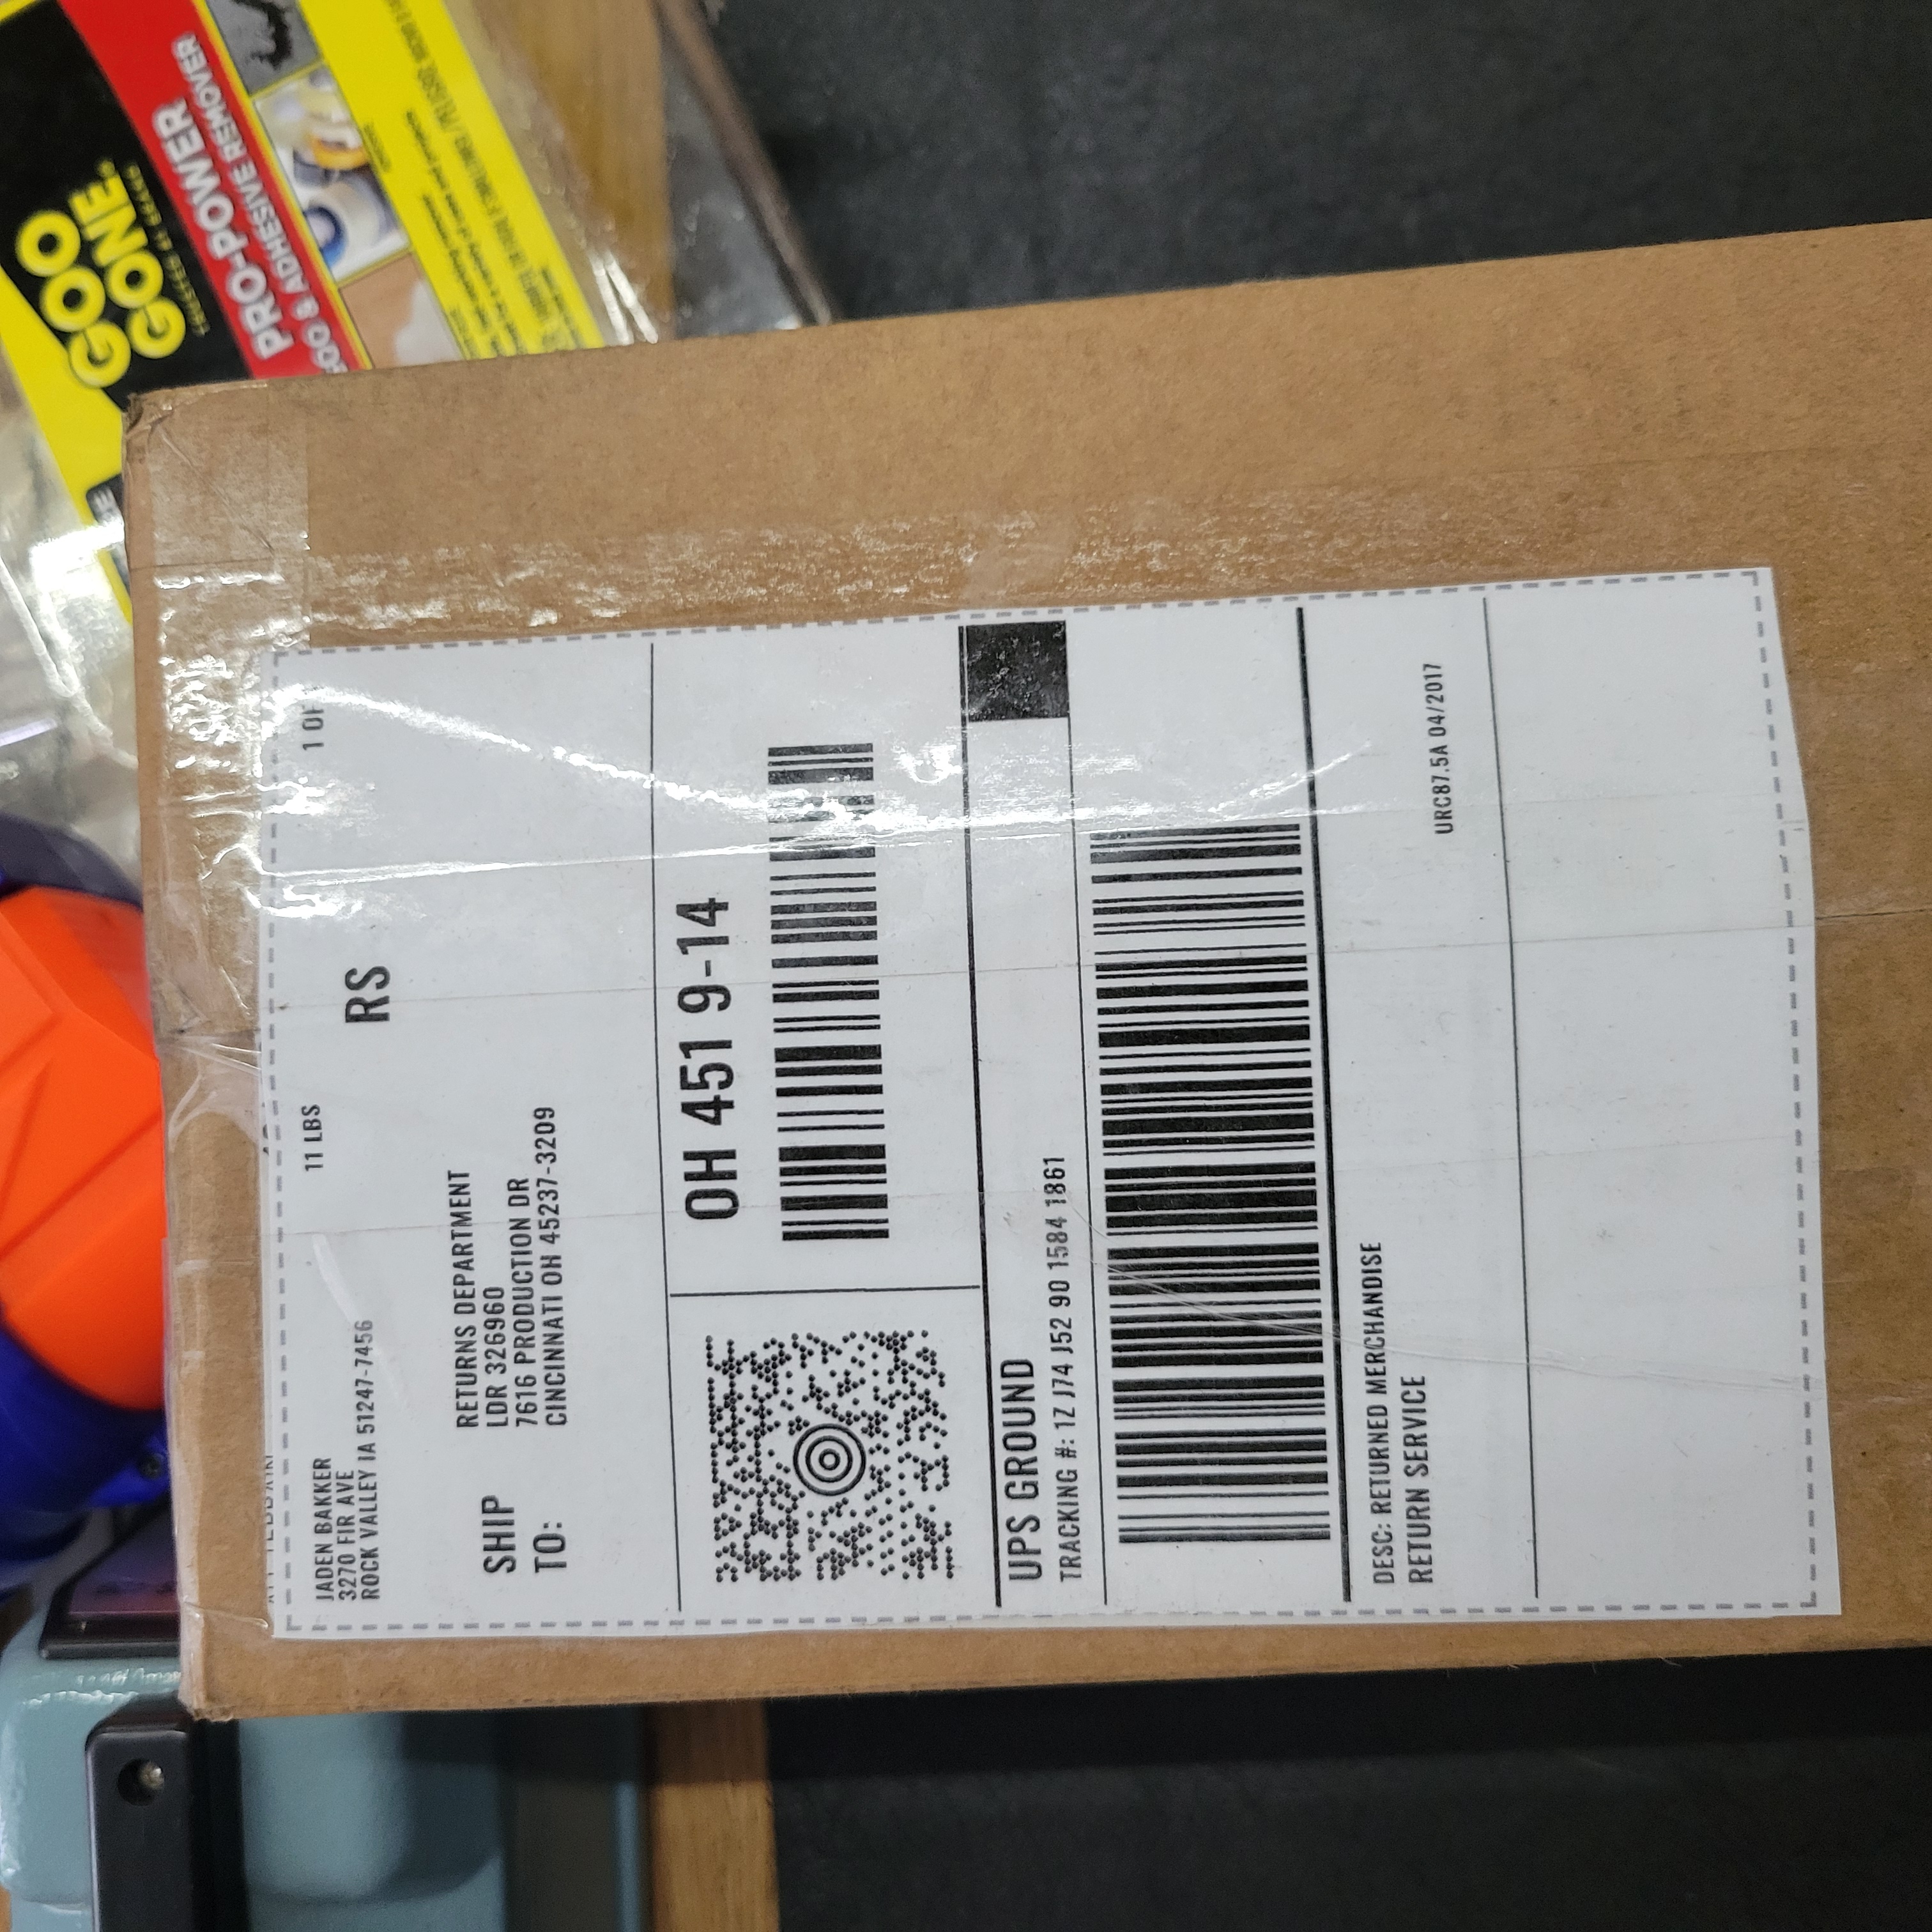 JADEN BAKKER
3270 FIR AVE
ROCK VALLEY IA 51247-7456
11 LBS
1 OF
RS
SHIP
TO:
RETURNS DEPARTMENT
LDR 326960
7616 PRODUCTION DR
CINCINNATI OH 45237-3209
OH 451 9-14
UPS GROUND
TRACKING #: 1Z J74 J52 90 1584 1861
DESC: RETURNED MERCHANDISE
RETURN SERVICE
URC87.5A 04/2017
GOO
GONE
PRO-POWER
GOO & ADHESIVE REMOVER